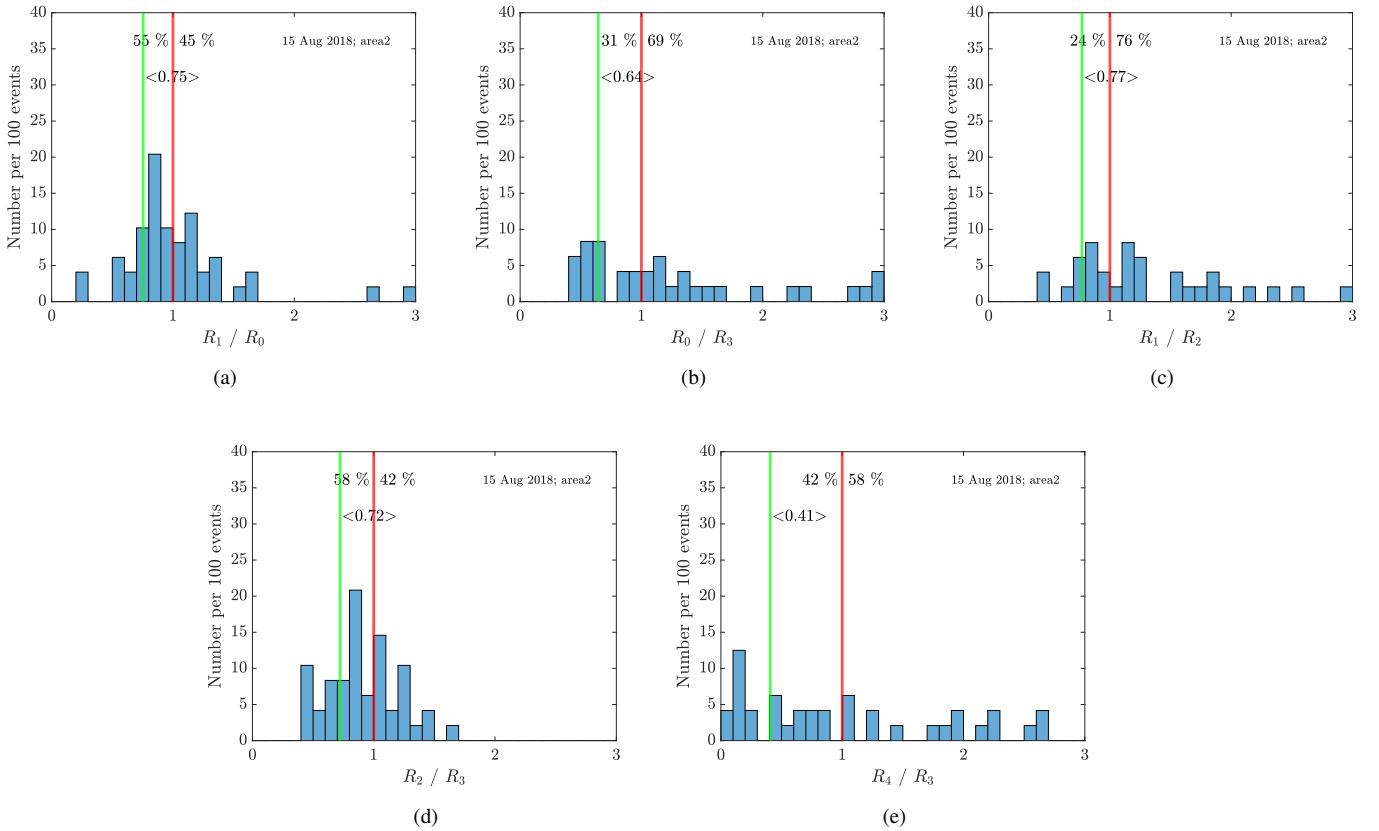 40
35
30
25
20
15
10
5
0
Number per 100 events
55 % 45 %
15 Aug 2018; area2
<0.75>
0 1 2 3
R1 / R0
(a)
40
35
30
25
20
15
10
5
0
Number per 100 events
31 % 69 %
15 Aug 2018; area2
<0.64>
0 1 2 3
R0 / R3
(b)
40
35
30
25
20
15
10
5
0
Number per 100 events
24 % 76 %
15 Aug 2018; area2
<0.77>
0 1 2 3
R1 / R2
(c)
40
35
30
25
20
15
10
5
0
Number per 100 events
58 % 42 %
15 Aug 2018; area2
<0.72>
0 1 2 3
R2 / R3
(d)
40
35
30
25
20
15
10
5
0
Number per 100 events
42 % 58 %
15 Aug 2018; area2
<0.41>
0 1 2 3
R4 / R3
(e)